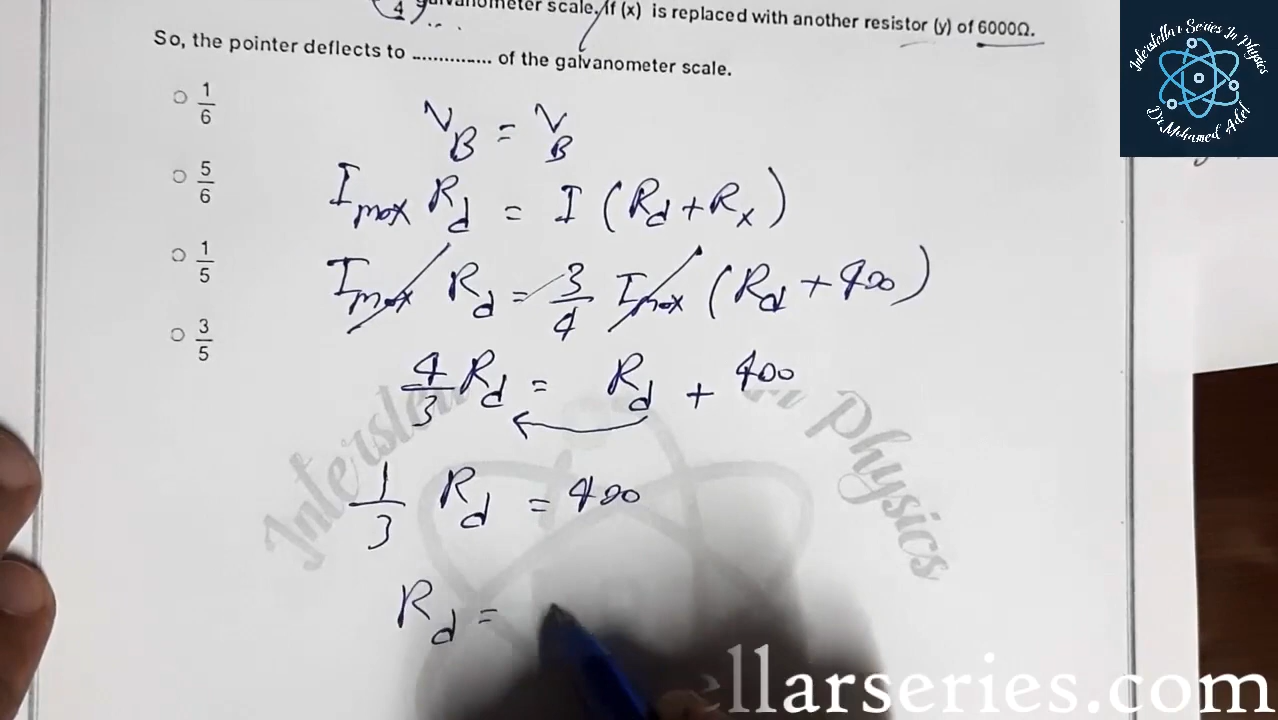 4 galvanometer scale. If (x) is replaced with another resistor (y) of 6000Ω.
So, the pointer deflects to ............... of the galvanometer scale.
1/6
5/6
1/5
3/5
V_B = V_B
I_max R_d = I (R_d + R_x)
I_max R_d = 3/4 I_max (R_d + 400)
4/3 R_d = R_d + 400
1/3 R_d = 400
R_d =
Interstellar Series In Physics
Dr.Mohamed Adel
In Physics
ellarseries.com